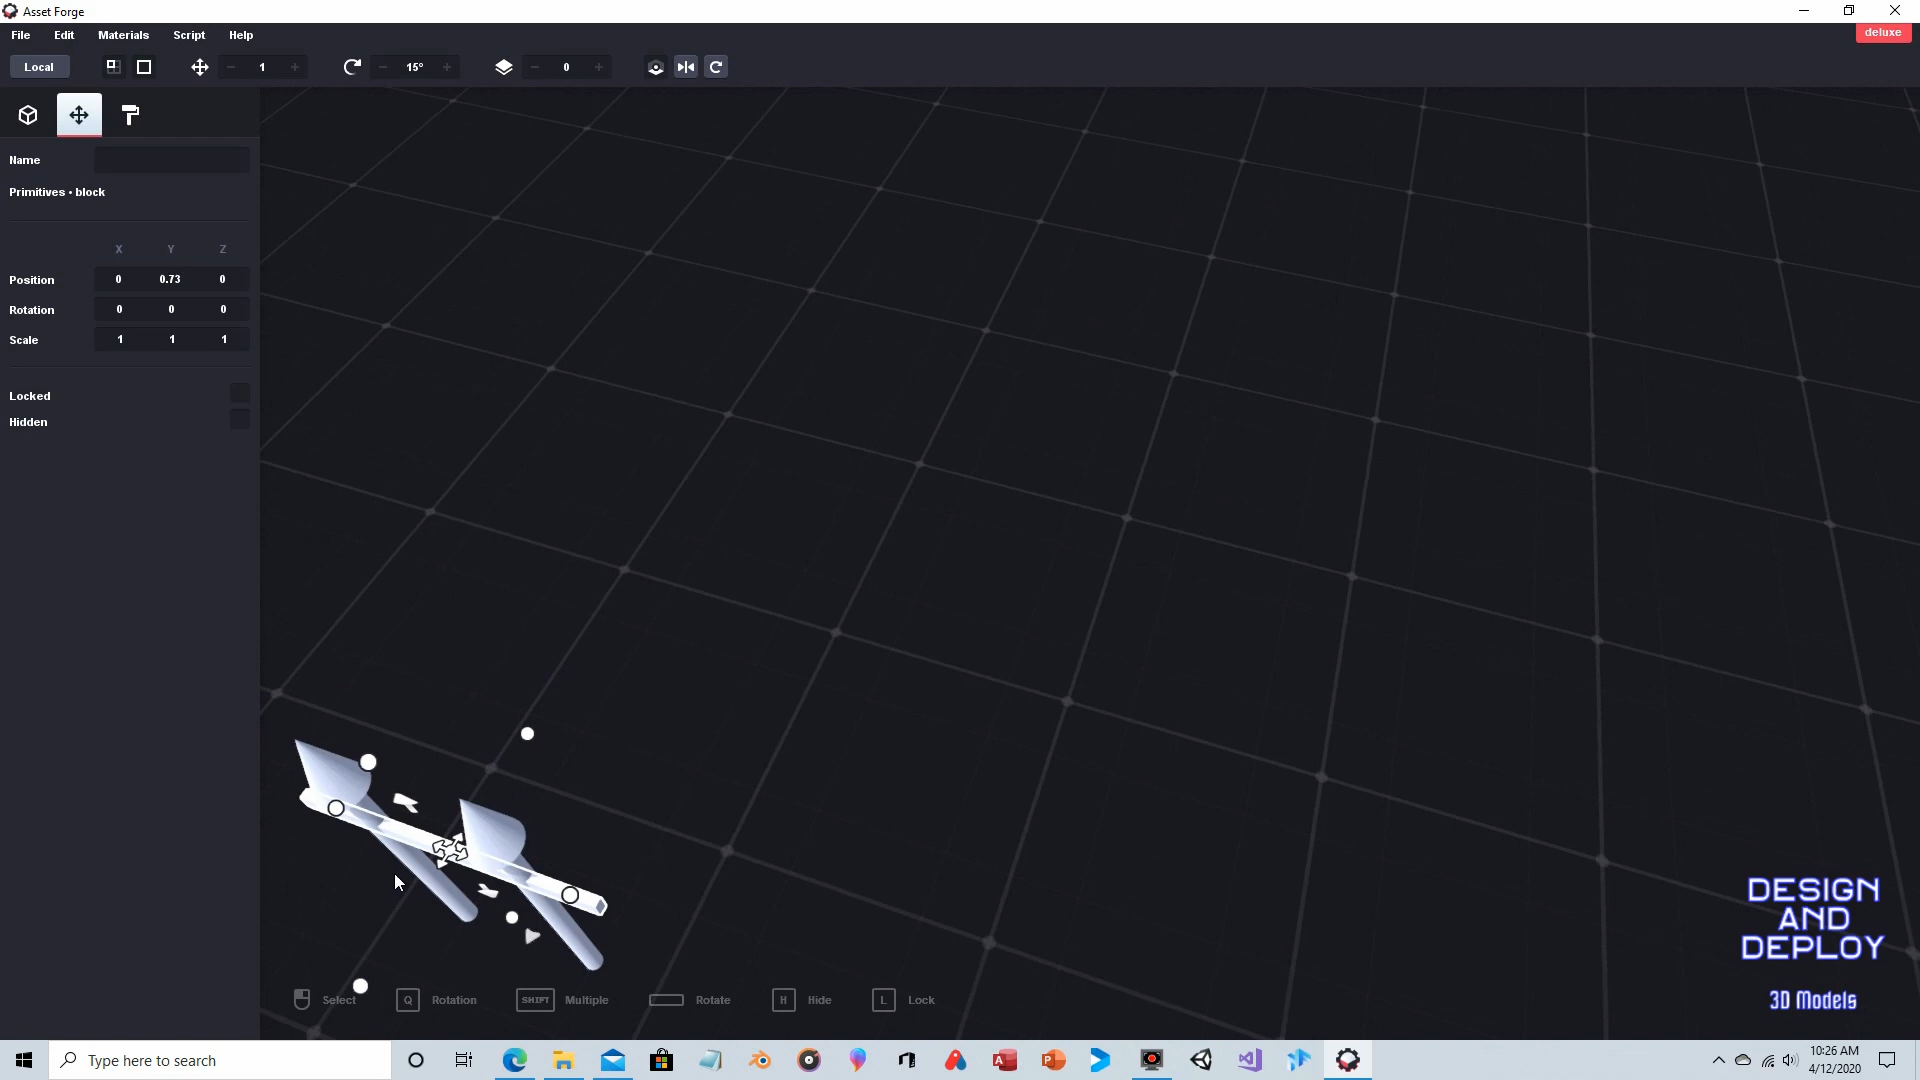 Asset Forge
File Edit Materials Script Help
deluxe
Local 1 15° 0
Name
Primitives • block
X Y Z
Position 0 0.73 0
Rotation 0 0 0
Scale 1 1 1
Locked
Hidden
DESIGN
AND
DEPLOY
3D Models
Select Q Rotation SHIFT Multiple Rotate H Hide L Lock
Type here to search
10:26 AM
4/12/2020